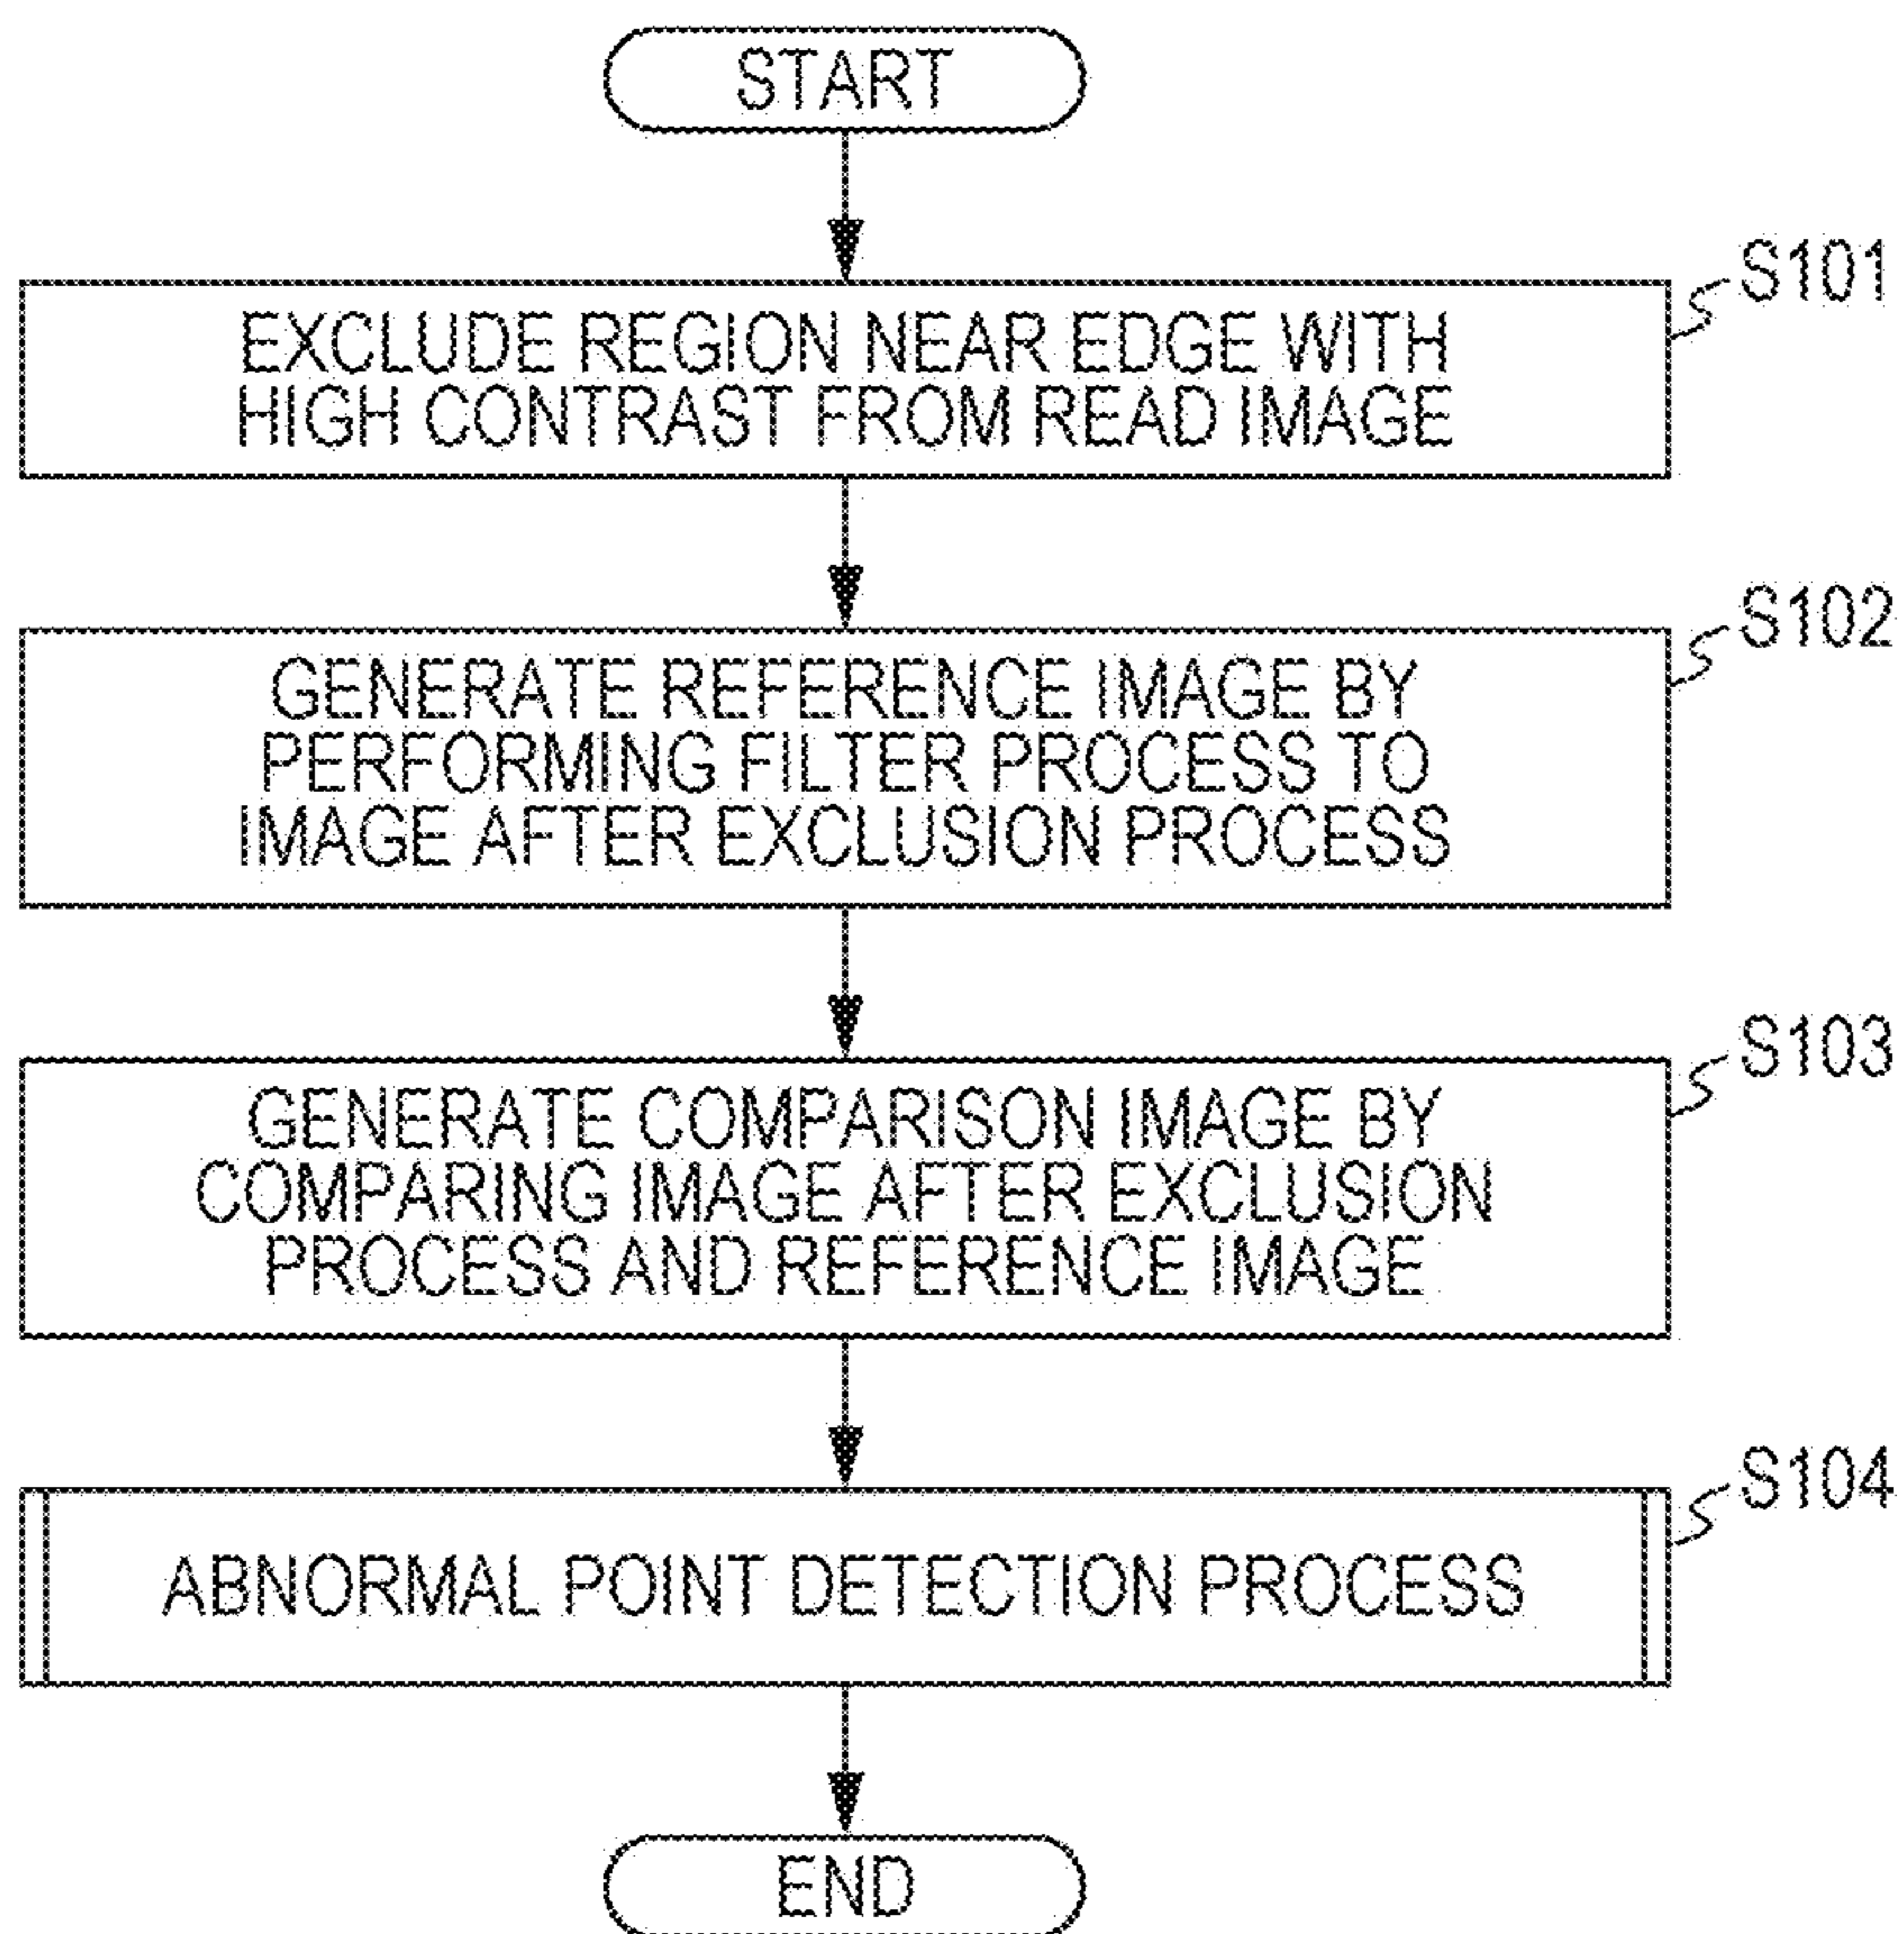 START
S101
EXCLUDE REGION NEAR EDGE WITH
HIGH CONTRAST FROM READ IMAGE
S102
GENERATE REFERENCE IMAGE BY
PERFORMING FILTER PROCESS TO
IMAGE AFTER EXCLUSION PROCESS
S103
GENERATE COMPARISON IMAGE BY
COMPARING IMAGE AFTER EXCLUSION
PROCESS AND REFERENCE IMAGE
S104
ABNORMAL POINT DETECTION PROCESS
END